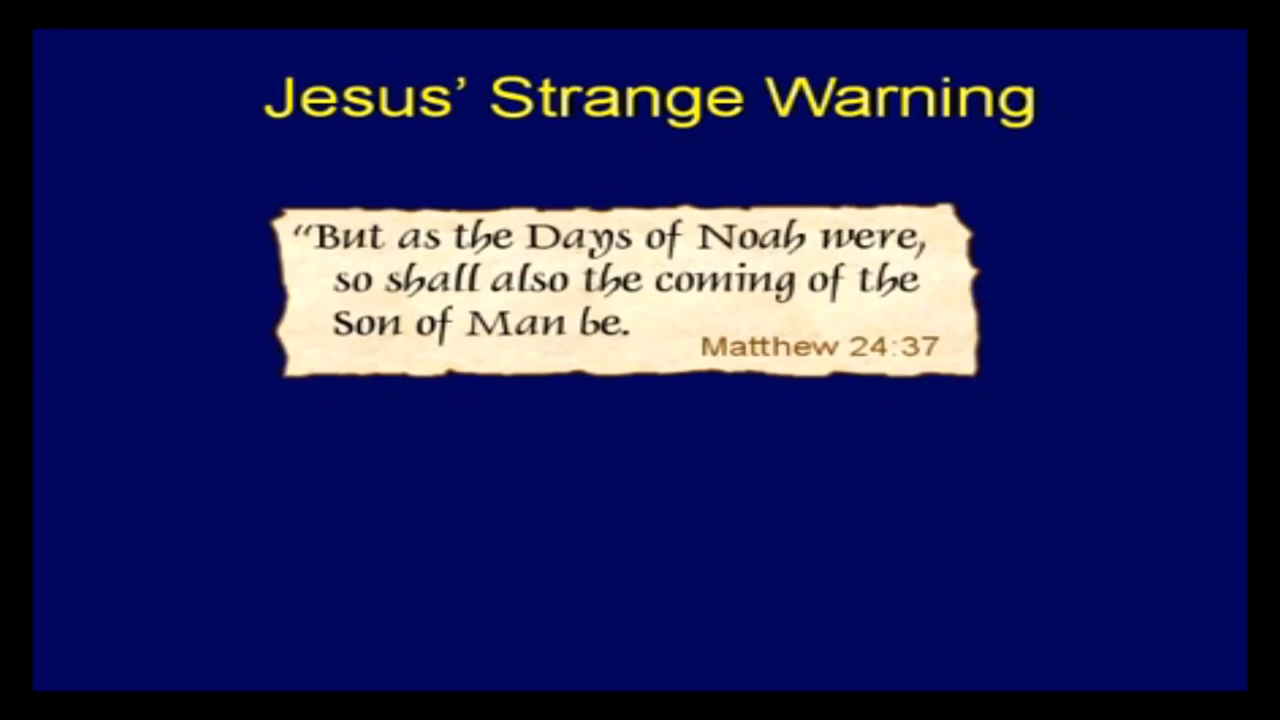 Jesus’ Strange Warning
“But as the Days of Noah were,
so shall also the coming of the
Son of Man be.
Matthew 24:37